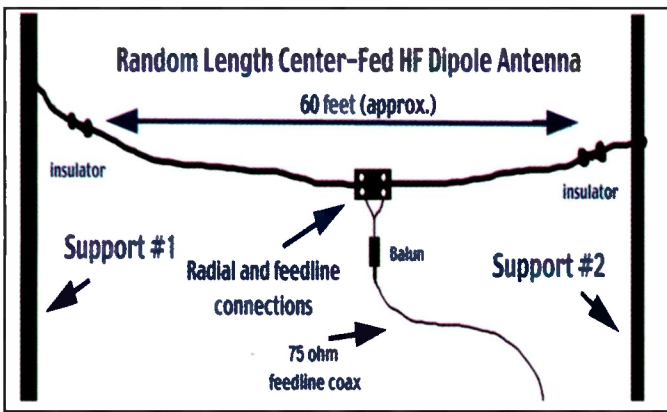 Random Length Center-Fed HF Dipole Antenna
60 feet (approx.)
insulator
insulator
Support #1
Radial and feedline
connections
Balun
Support #2
75 ohm
feedline coax